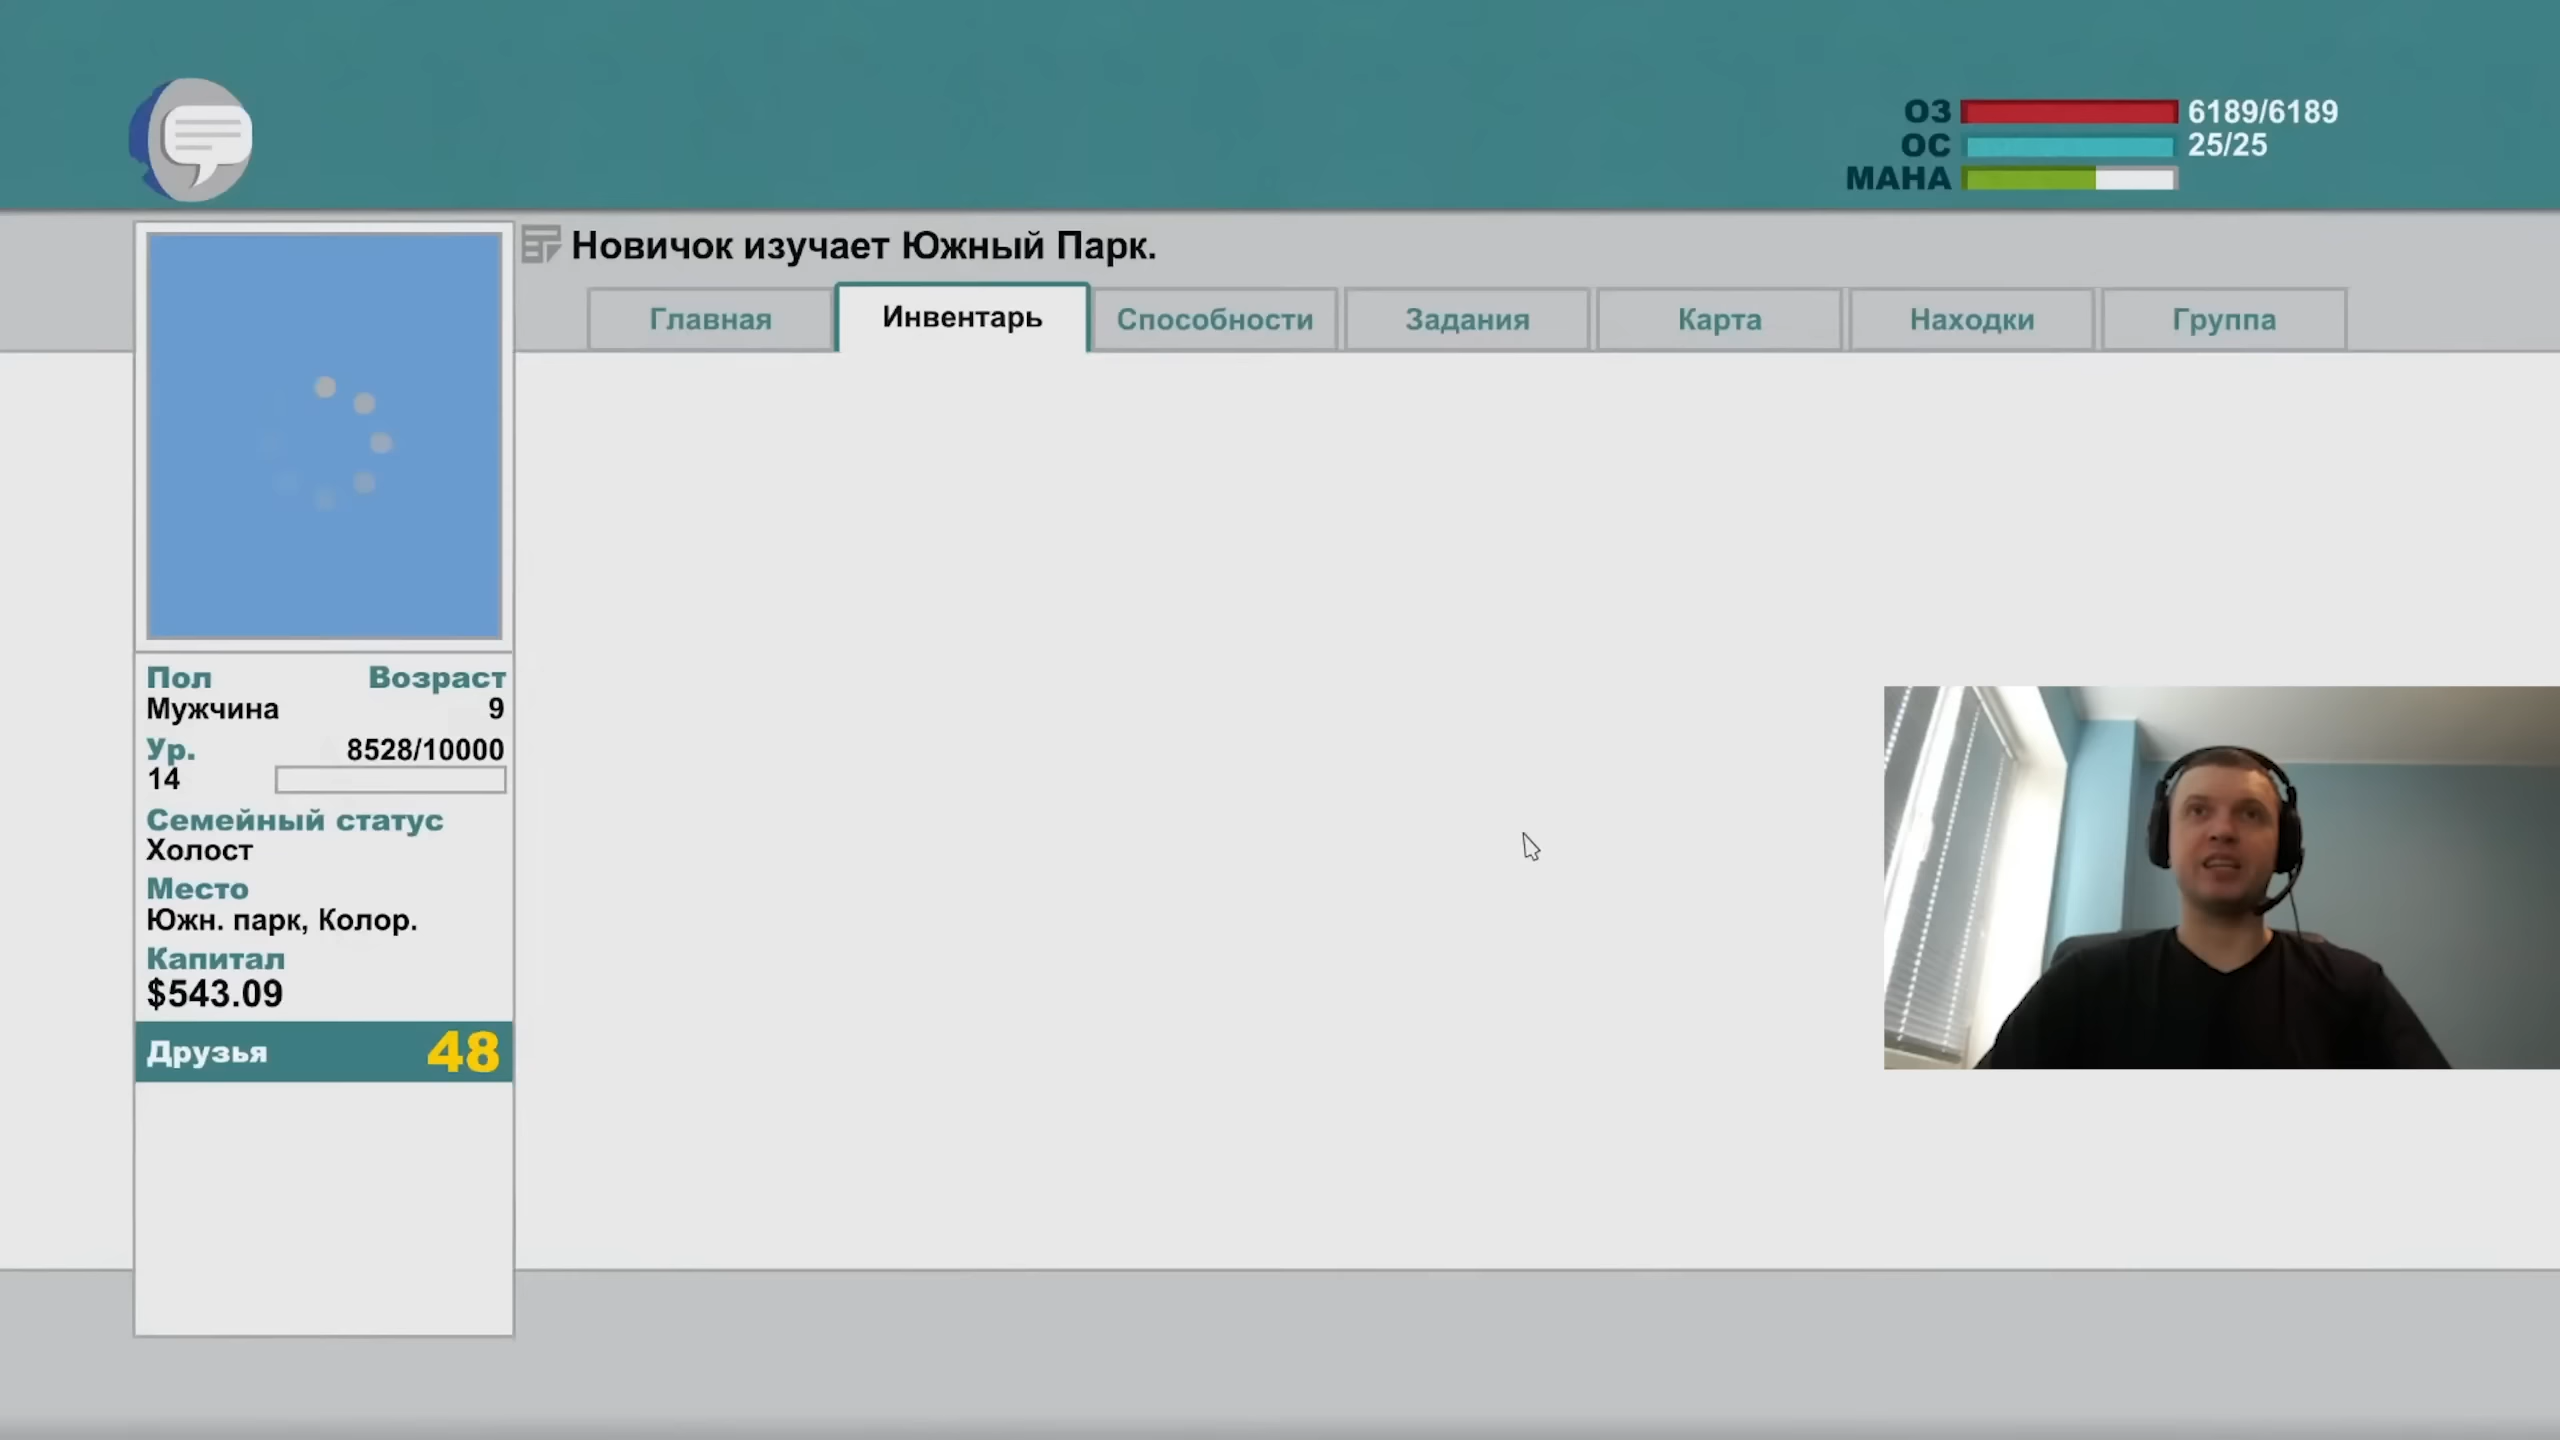 ОЗ 6189/6189
ОС 25/25
МАНА
Новичок изучает Южный Парк.
Главная Инвентарь Способности Задания Карта Находки Группа
Пол Возраст
Мужчина 9
Ур. 8528/10000
14
Семейный статус
Холост
Место
Южн. парк, Колор.
Капитал
$543.09
Друзья 48